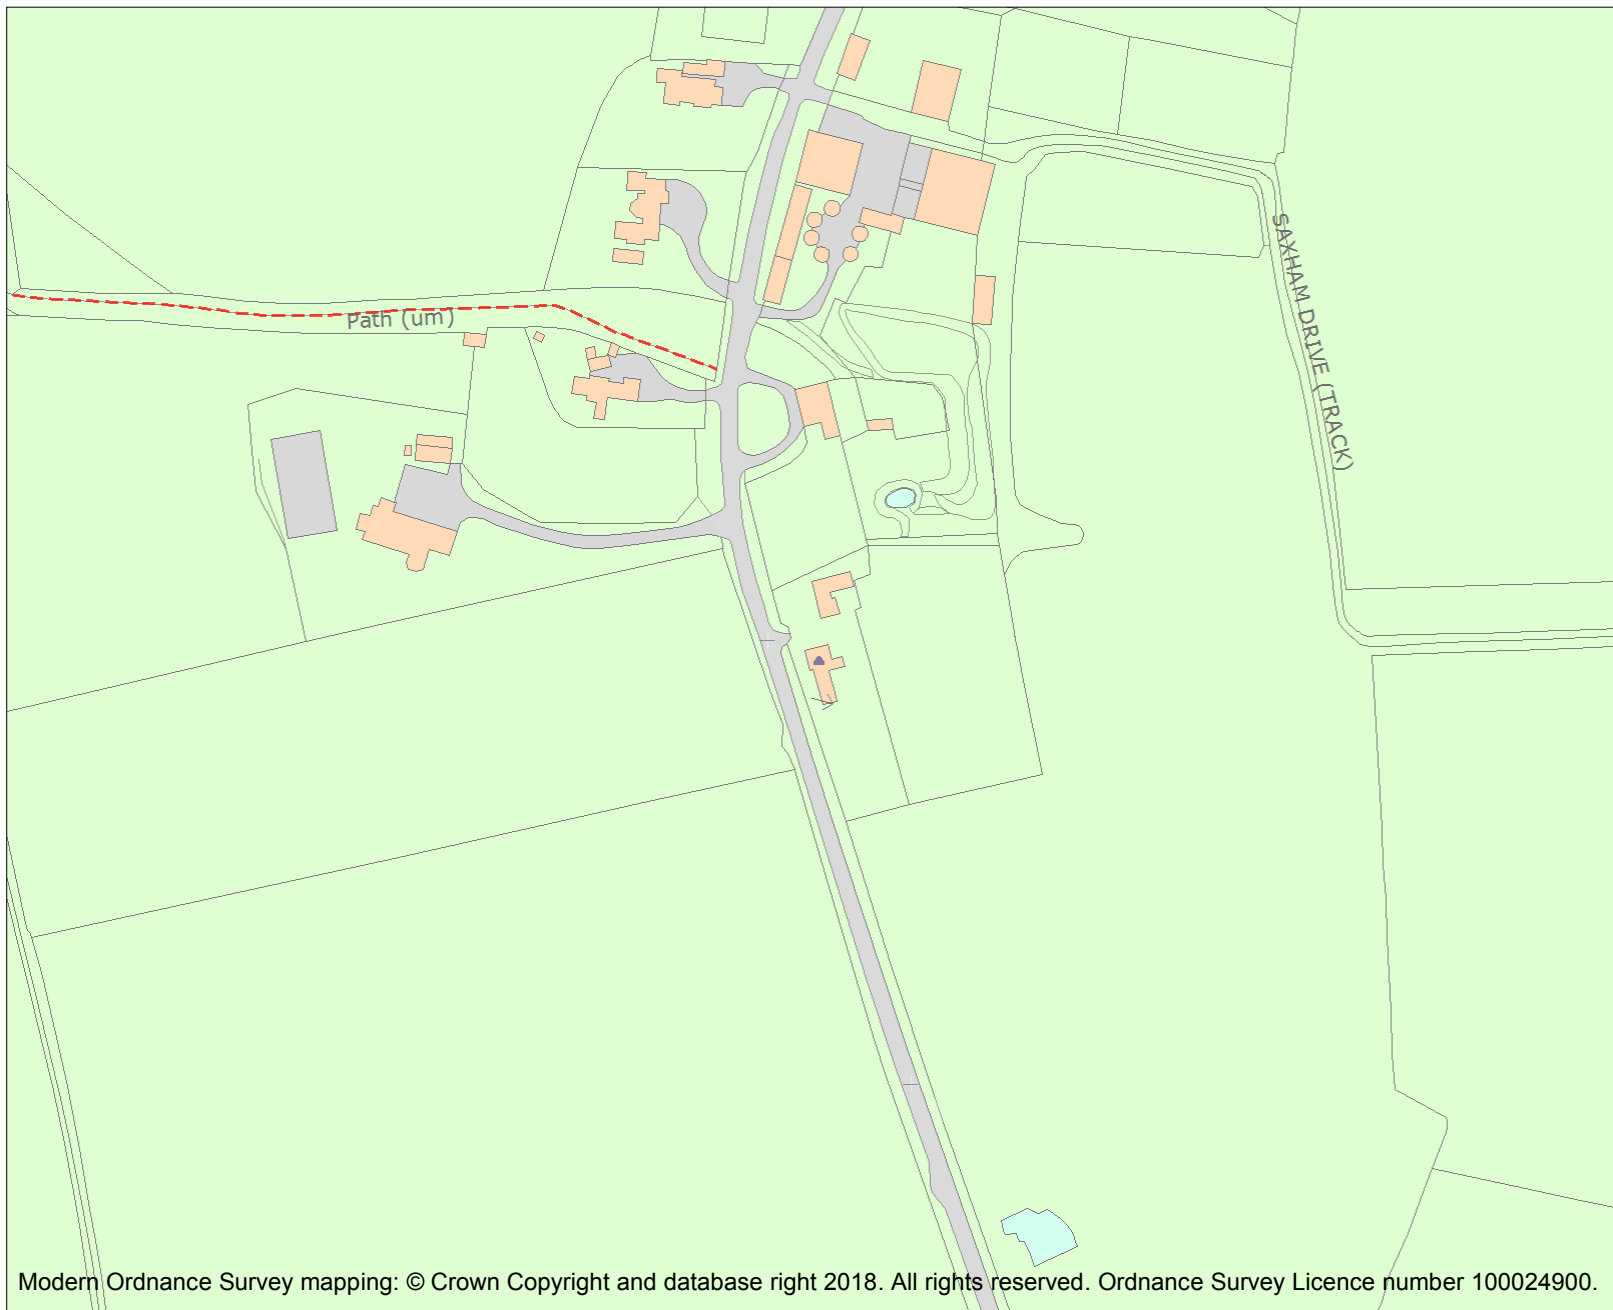 SAXHAM DRIVE (TRACK)
Path (um)
Modern Ordnance Survey mapping: © Crown Copyright and database right 2018. All rights reserved. Ordnance Survey Licence number 100024900.